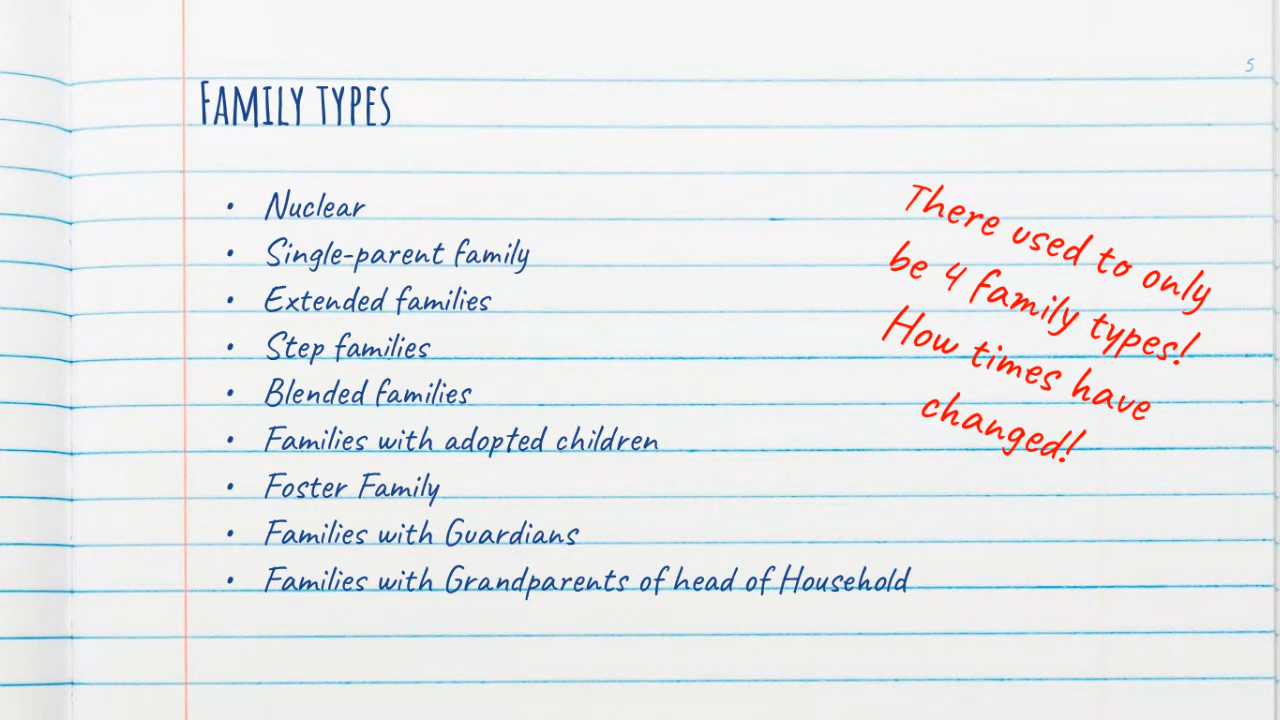 5
Family types
• Nuclear
• Single-parent family
• Extended families
• Step families
• Blended families
• Families with adopted children
• Foster Family
• Families with Guardians
• Families with Grandparents of head of Household
There used to only
be 4 family types!
How times have
changed!